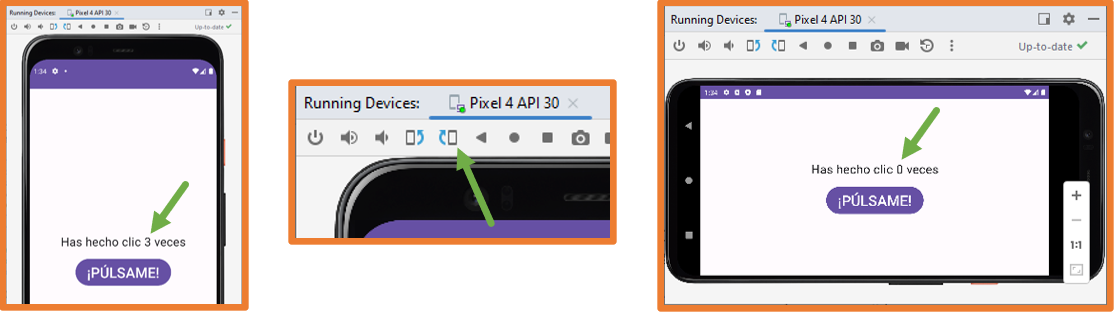 Running Devices: Pixel 4 API 30
Up-to-date
1:34
Has hecho clic 3 veces
¡PÚLSAME!
Running Devices: Pixel 4 API 30
Running Devices: Pixel 4 API 30
Up-to-date
1:34
Has hecho clic 0 veces
¡PÚLSAME!
1:1